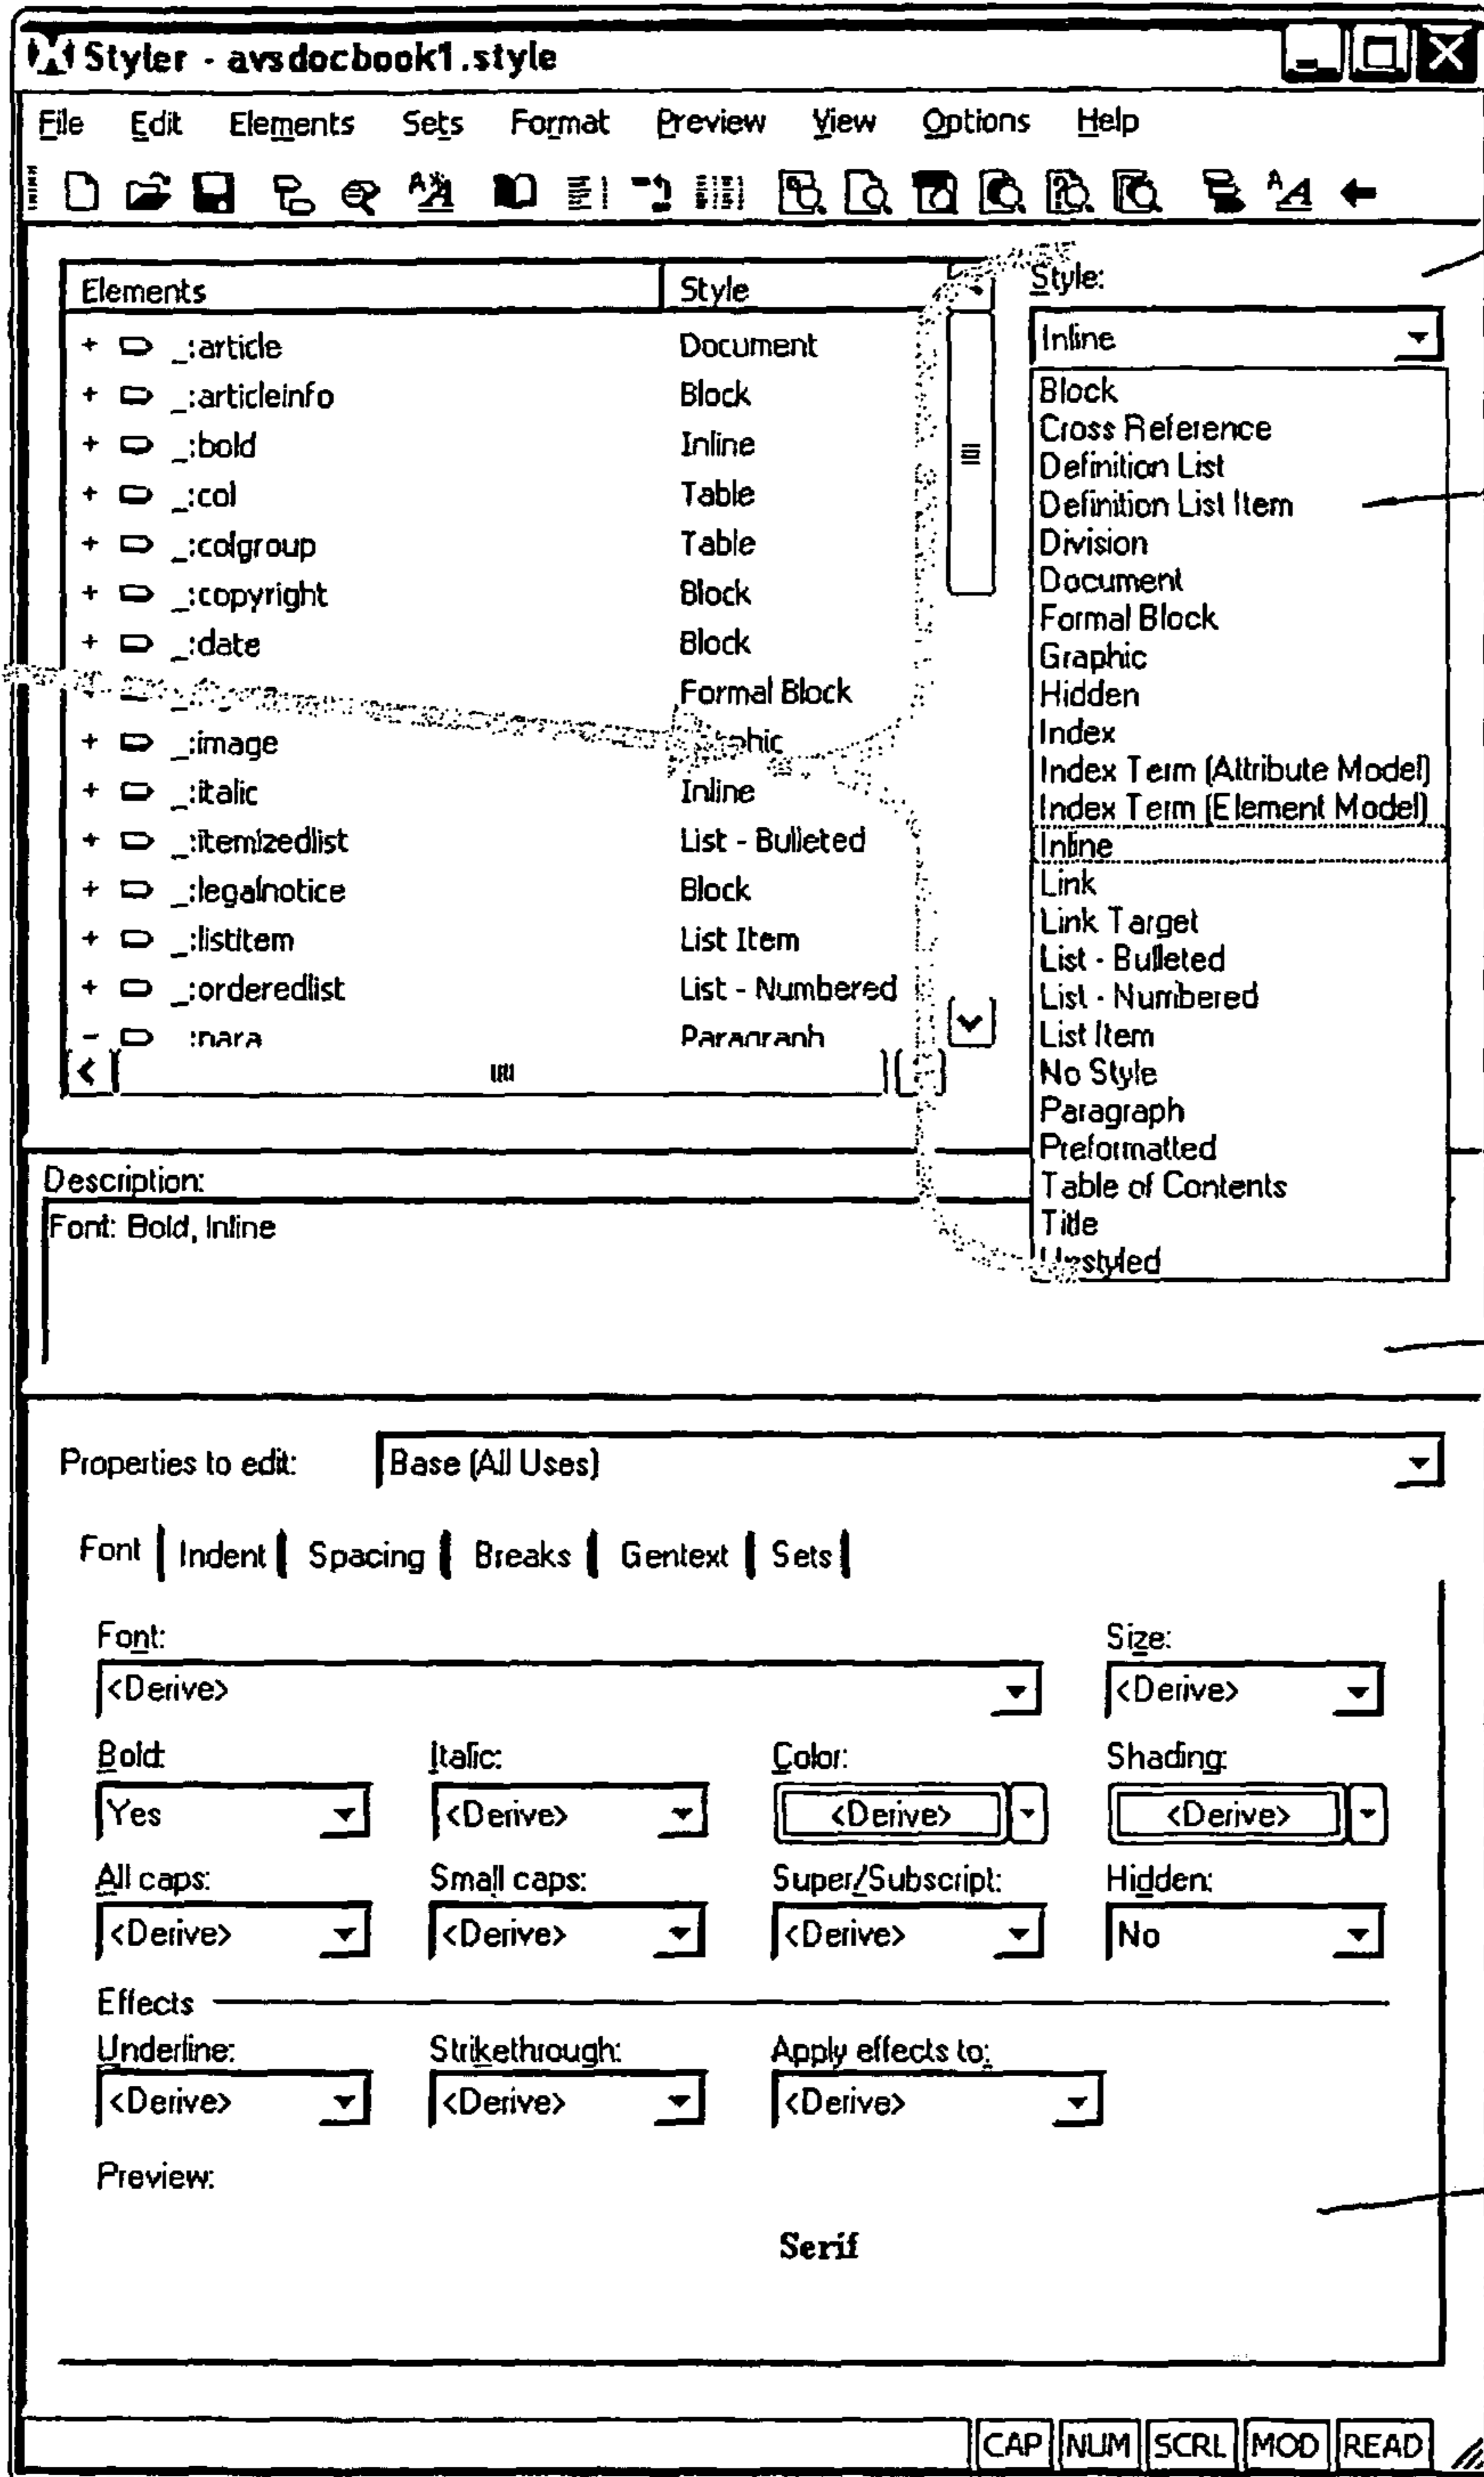 Styler - avsdocbook1.style
File Edit Elements Sets Format Preview View Options Help
Elements Style
+ _:article Document
+ _:articleinfo Block
+ _:bold Inline
+ _:col Table
+ _:colgroup Table
+ _:copyright Block
+ _:date Block
Formal Block
+ _:image
+ _:italic Inline
+ _:itemizedlist List - Bulleted
+ _:legalnotice Block
+ _:listitem List Item
+ _:orderedlist List - Numbered
- :para Paragraph
Style:
Inline
Block
Cross Reference
Definition List
Definition List Item
Division
Document
Formal Block
Graphic
Hidden
Index
Index Term (Attribute Model)
Index Term (Element Model)
Inline
Link
Link Target
List - Bulleted
List - Numbered
List Item
No Style
Paragraph
Preformatted
Table of Contents
Title
Unstyled
Description:
Font: Bold, Inline
Properties to edit: Base (All Uses)
Font Indent Spacing Breaks Gentext Sets
Font: Size:
<Derive> <Derive>
Bold: Italic: Color: Shading:
Yes <Derive> <Derive> <Derive>
All caps: Small caps: Super/Subscript: Hidden:
<Derive> <Derive> <Derive> No
Effects
Underline: Strikethrough: Apply effects to:
<Derive> <Derive> <Derive>
Preview:
Serif
CAP NUM SCRL MOD READ